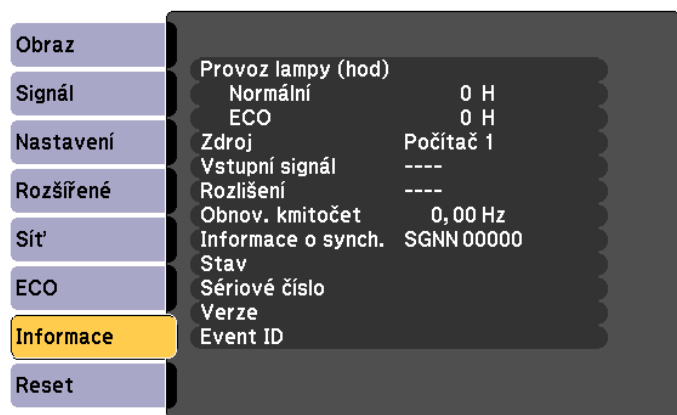 Obraz
Signál
Nastavení
Rozšířené
Síť
ECO
Informace
Reset
Provoz lampy (hod)
Normální 0 H
ECO 0 H
Zdroj Počítač 1
Vstupní signál ----
Rozlišení ----
Obnov. kmitočet 0,00 Hz
Informace o synch. SGNN 00000
Stav
Sériové číslo
Verze
Event ID